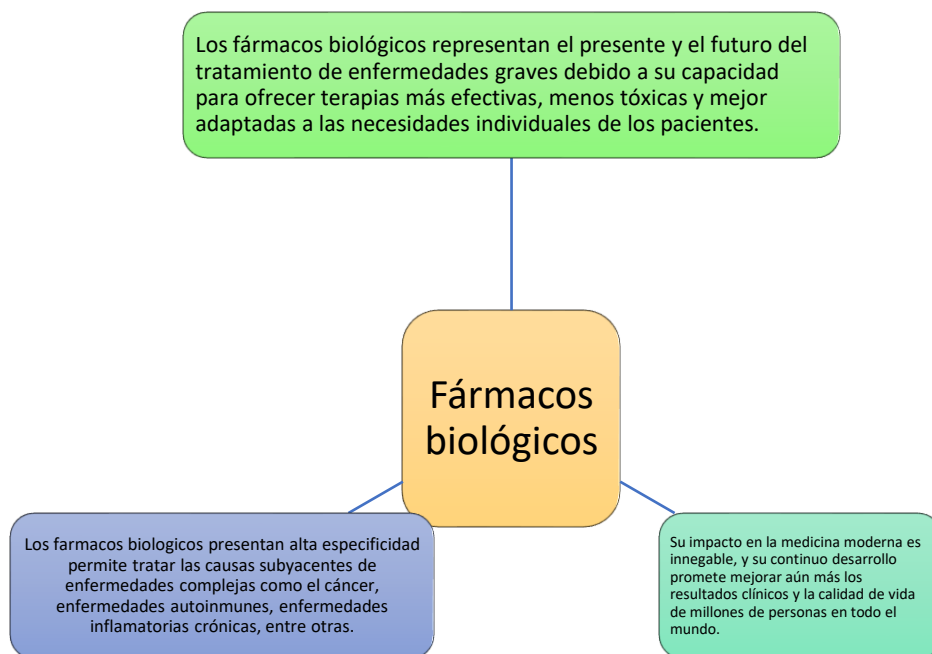 Los fármacos biológicos representan el presente y el futuro del
tratamiento de enfermedades graves debido a su capacidad
para ofrecer terapias más efectivas, menos tóxicas y mejor
adaptadas a las necesidades individuales de los pacientes.
Fármacos
biológicos
Los farmacos biologicos presentan alta especificidad
permite tratar las causas subyacentes de
enfermedades complejas como el cáncer,
enfermedades autoinmunes, enfermedades
inflamatorias crónicas, entre otras.
Su impacto en la medicina moderna es
innegable, y su continuo desarrollo
promete mejorar aún más los
resultados clínicos y la calidad de vida
de millones de personas en todo el
mundo.